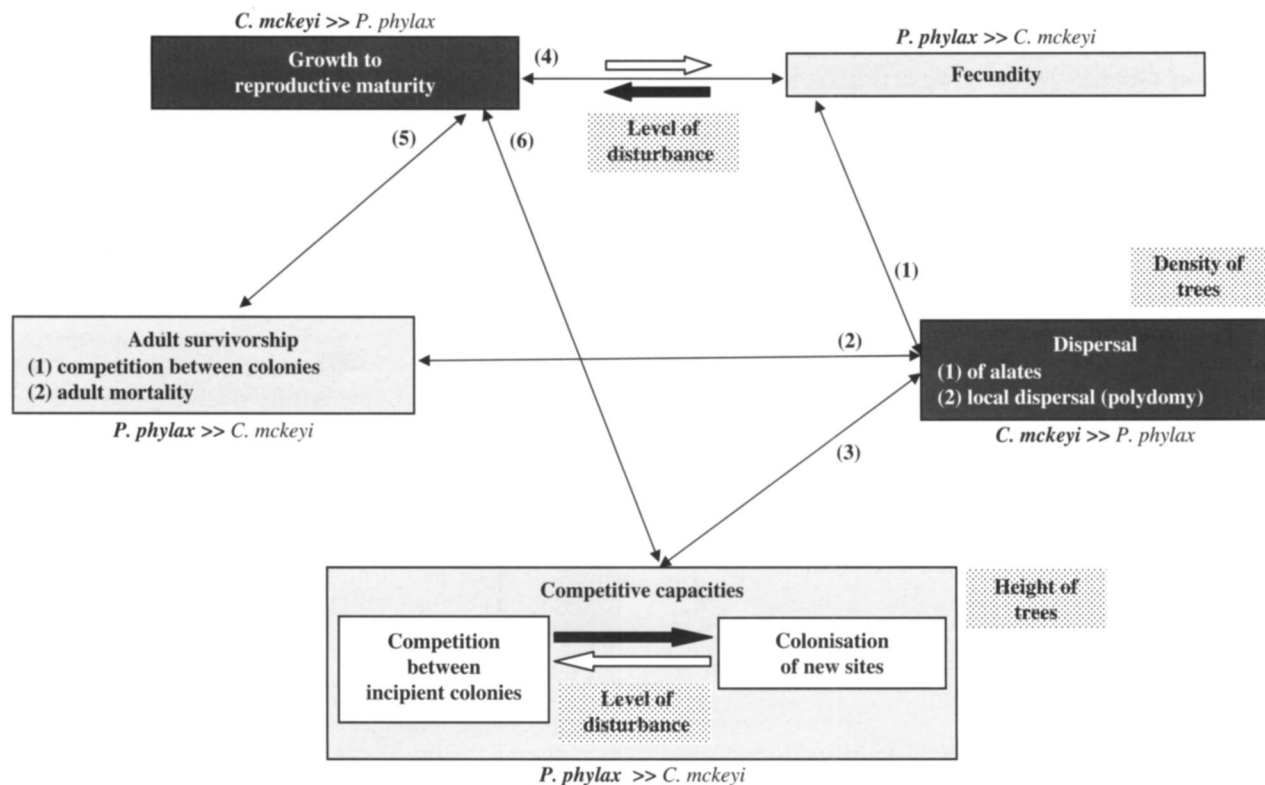 C. mckeyi >> P. phylax
Growth to
reproductive maturity
(4)
P. phylax >> C. mckeyi
Fecundity
Level of
disturbance
(5)
(6)
(1)
Density of
trees
Adult survivorship
(1) competition between colonies
(2) adult mortality
P. phylax >> C. mckeyi
(2)
Dispersal
(1) of alates
(2) local dispersal (polydomy)
C. mckeyi >> P. phylax
(3)
Competitive capacities
Competition
between
incipient colonies
Colonisation
of new sites
Level of
disturbance
Height of
trees
P. phylax >> C. mckeyi